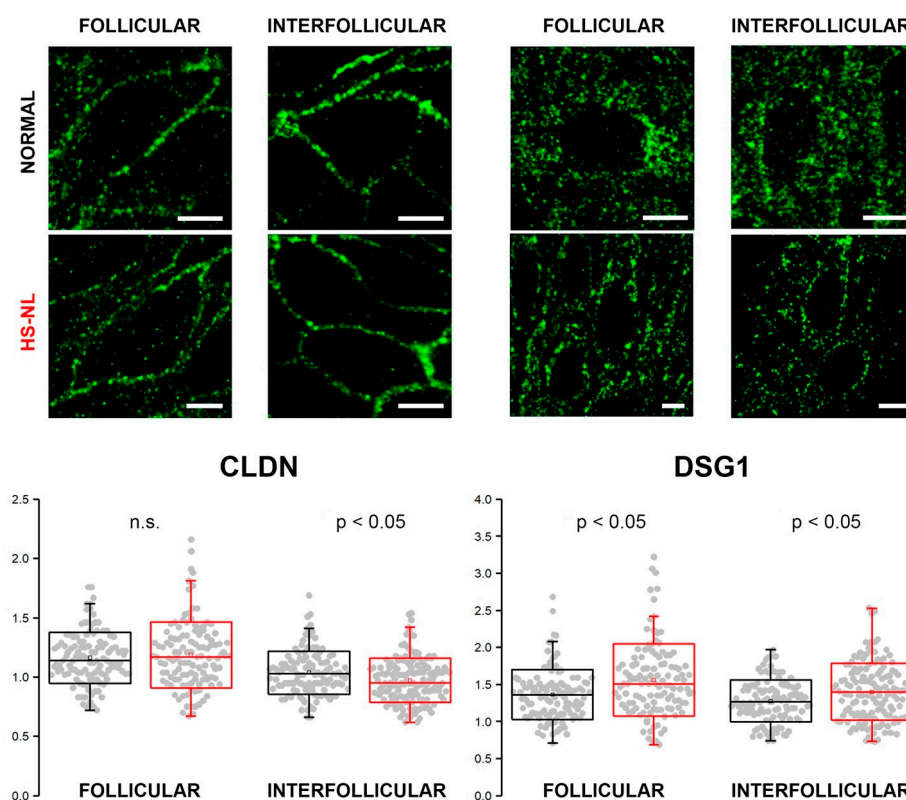 FOLLICULAR INTERFOLLICULAR FOLLICULAR INTERFOLLICULAR
NORMAL
HS-NL
CLDN DSG1
2.5 4.0
n.s. p < 0.05 p < 0.05 p < 0.05
3.5
2.0
3.0
1.5 2.5
2.0
1.0
1.5
1.0
0.5
0.5
0.0 0.0
FOLLICULAR INTERFOLLICULAR FOLLICULAR INTERFOLLICULAR